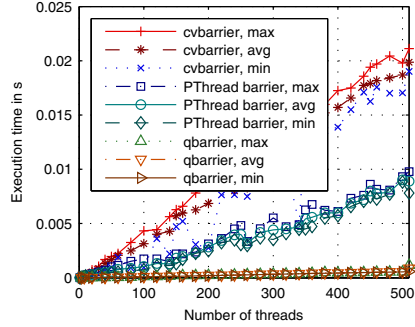 0.025
0.02
0.015
0.01
0.005
0
Execution time in s
cvbarrier, max
cvbarrier, avg
cvbarrier, min
PThread barrier, max
PThread barrier, avg
PThread barrier, min
qbarrier, max
qbarrier, avg
qbarrier, min
0 100 200 300 400 500
Number of threads